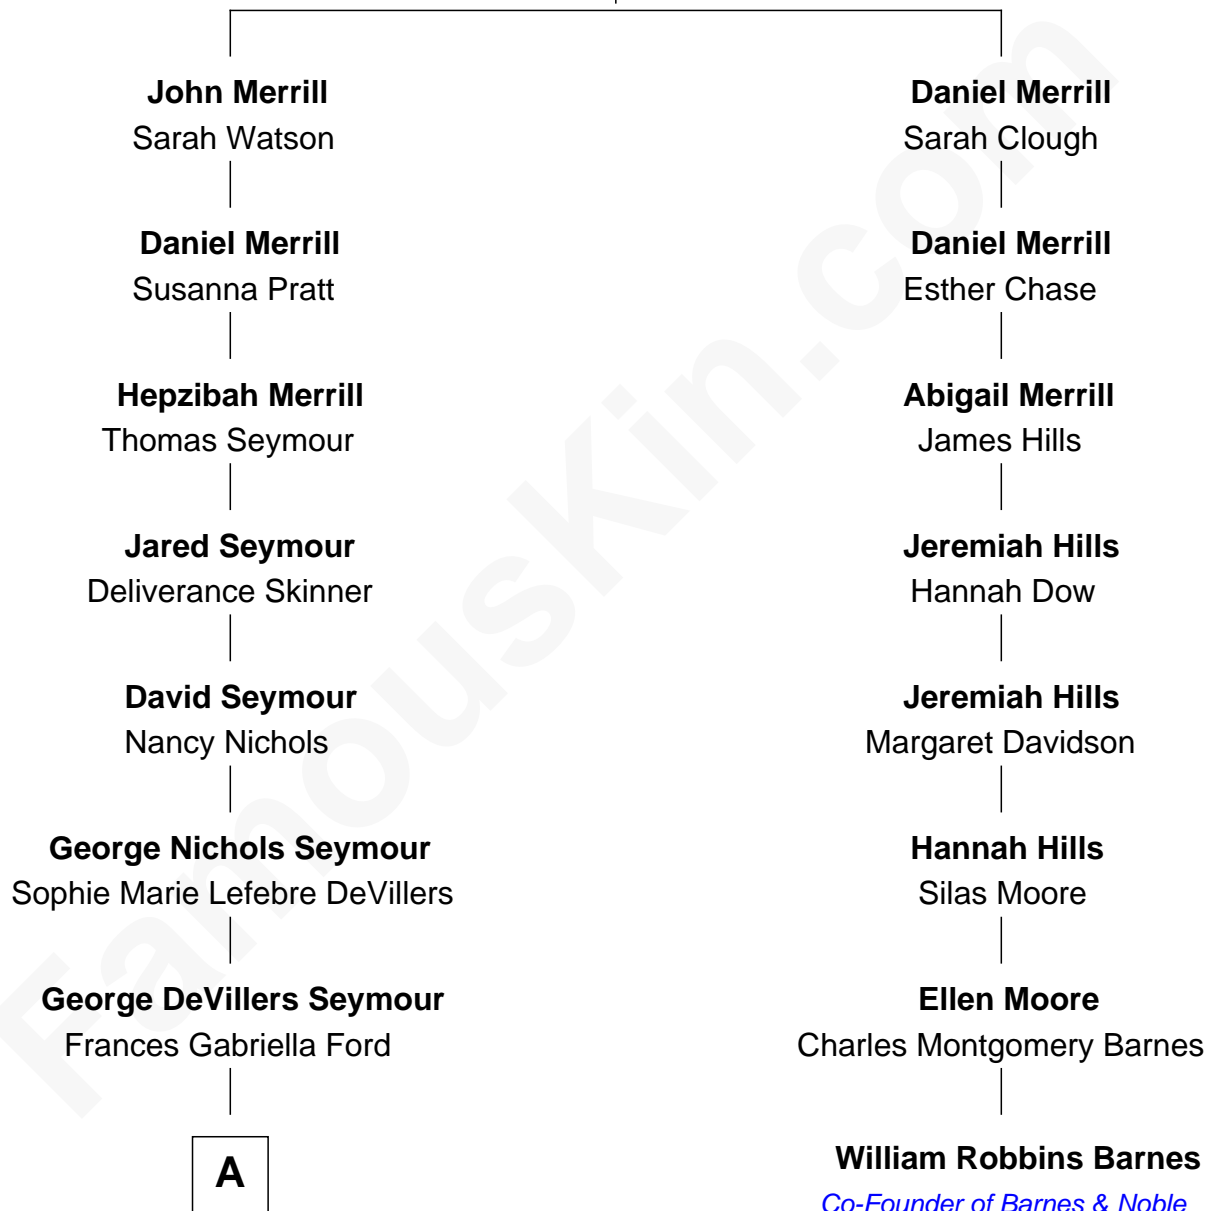 John Merrill
Sarah Watson
Daniel Merrill
Susanna Pratt
Hepzibah Merrill
Thomas Seymour
Jared Seymour
Deliverance Skinner
David Seymour
Nancy Nichols
George Nichols Seymour
Sophie Marie Lefebre DeVillers
George DeVillers Seymour
Frances Gabriella Ford
A
Daniel Merrill
Sarah Clough
Daniel Merrill
Esther Chase
Abigail Merrill
James Hills
Jeremiah Hills
Hannah Dow
Jeremiah Hills
Margaret Davidson
Hannah Hills
Silas Moore
Ellen Moore
Charles Montgomery Barnes
William Robbins Barnes
Co-Founder of Barnes & Noble
FamousKin.com